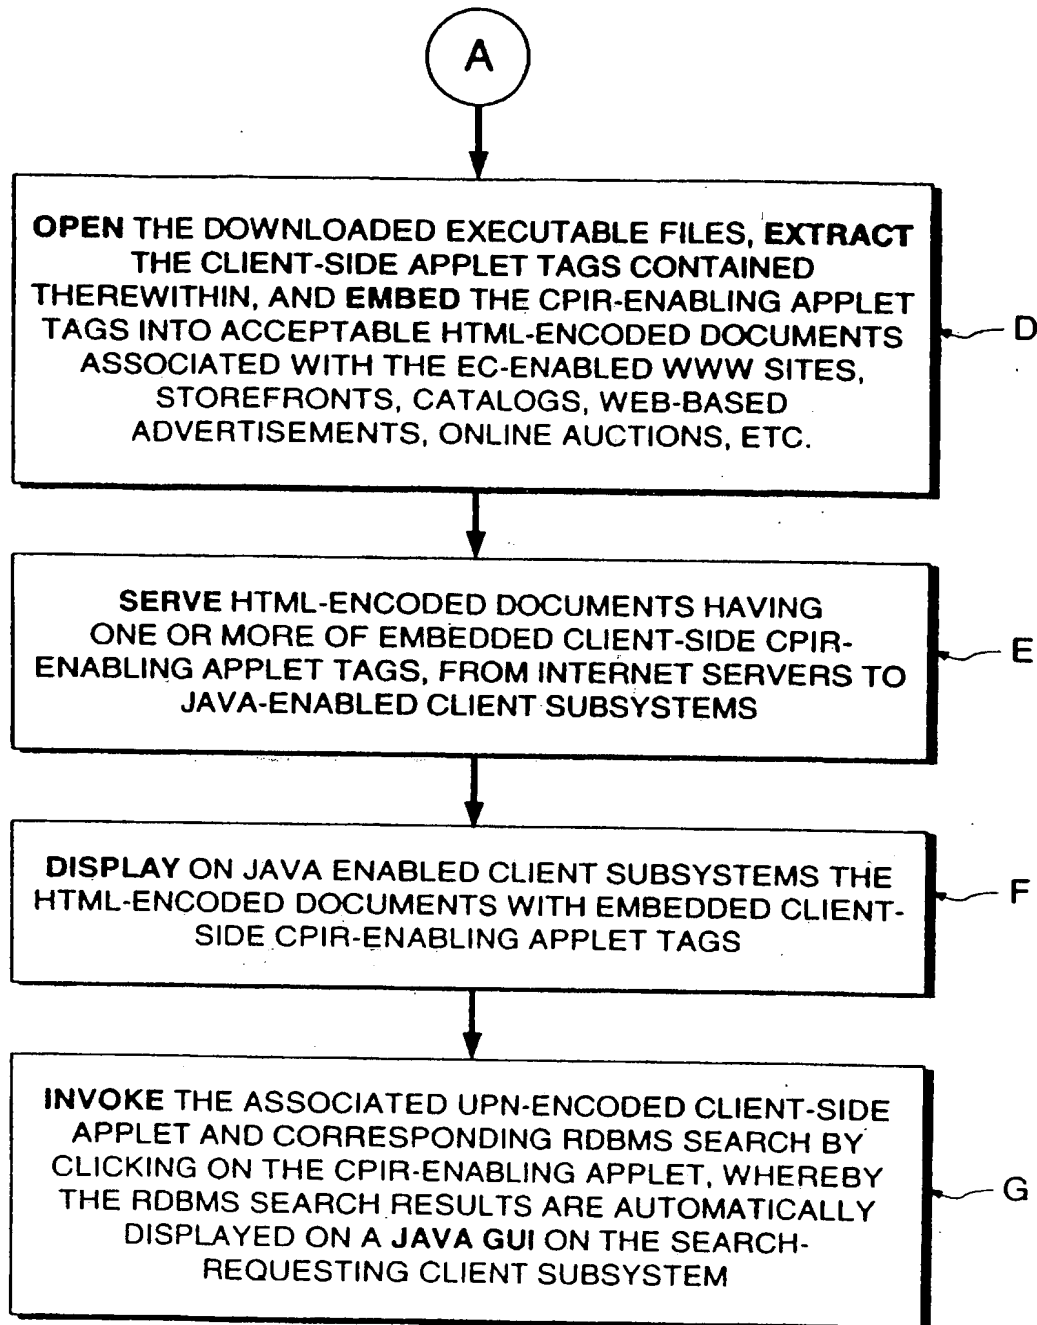 A
OPEN THE DOWNLOADED EXECUTABLE FILES, EXTRACT
THE CLIENT-SIDE APPLET TAGS CONTAINED
THEREWITHIN, AND EMBED THE CPIR-ENABLING APPLET
TAGS INTO ACCEPTABLE HTML-ENCODED DOCUMENTS
ASSOCIATED WITH THE EC-ENABLED WWW SITES,
STOREFRONTS, CATALOGS, WEB-BASED
ADVERTISEMENTS, ONLINE AUCTIONS, ETC.
D
SERVE HTML-ENCODED DOCUMENTS HAVING
ONE OR MORE OF EMBEDDED CLIENT-SIDE CPIR-
ENABLING APPLET TAGS, FROM INTERNET SERVERS TO
JAVA-ENABLED CLIENT SUBSYSTEMS
E
DISPLAY ON JAVA ENABLED CLIENT SUBSYSTEMS THE
HTML-ENCODED DOCUMENTS WITH EMBEDDED CLIENT-
SIDE CPIR-ENABLING APPLET TAGS
F
INVOKE THE ASSOCIATED UPN-ENCODED CLIENT-SIDE
APPLET AND CORRESPONDING RDBMS SEARCH BY
CLICKING ON THE CPIR-ENABLING APPLET, WHEREBY
THE RDBMS SEARCH RESULTS ARE AUTOMATICALLY
DISPLAYED ON A JAVA GUI ON THE SEARCH-
REQUESTING CLIENT SUBSYSTEM
G